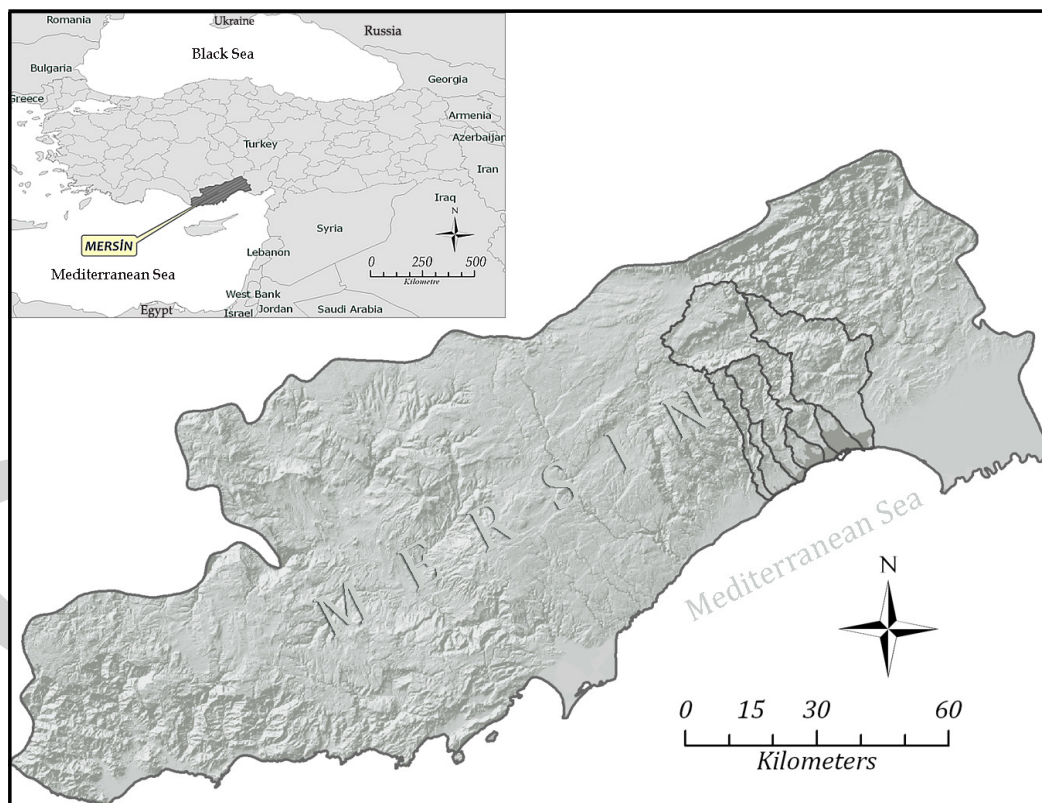 Romania
Ukraine
Russia
Black Sea
Bulgaria
Georgia
Greece
Armenia
Azerbaijan
Turkey
Iran
Iraq
N
MERSİN
Syria
Lebanon
Mediterranean Sea
0 250 500
Kilometre
West Bank
Egypt
Israel
Jordan
Saudi Arabia
MERSIN
Mediterranean Sea
N
0 15 30 60
Kilometers